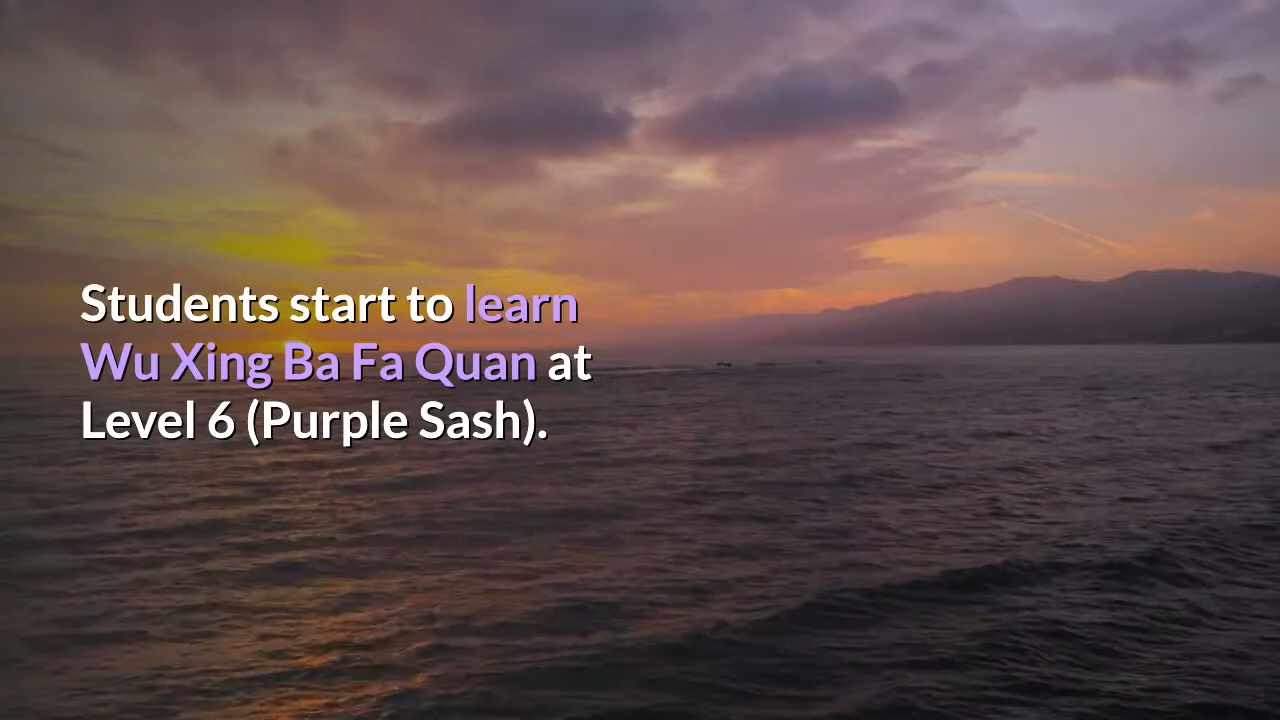 Students start to learn
Wu Xing Ba Fa Quan at
Level 6 (Purple Sash).